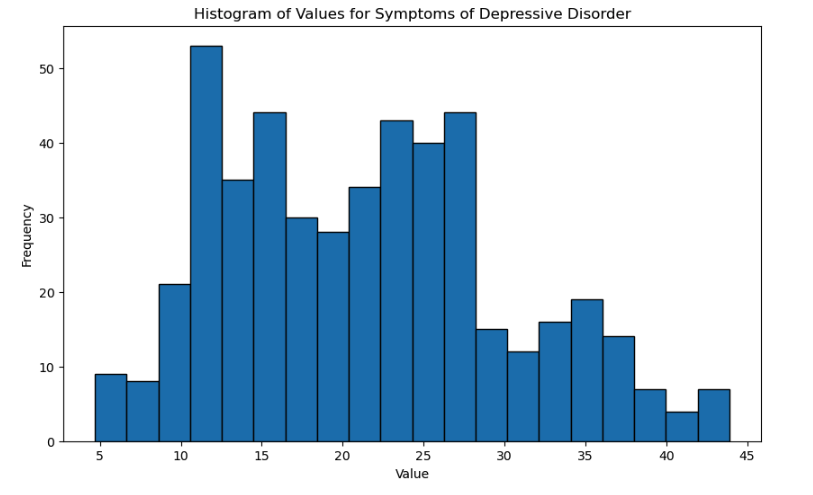 Histogram of Values for Symptoms of Depressive Disorder
50
40
30
20
10
0
Frequency
5 10 15 20 25 30 35 40 45
Value